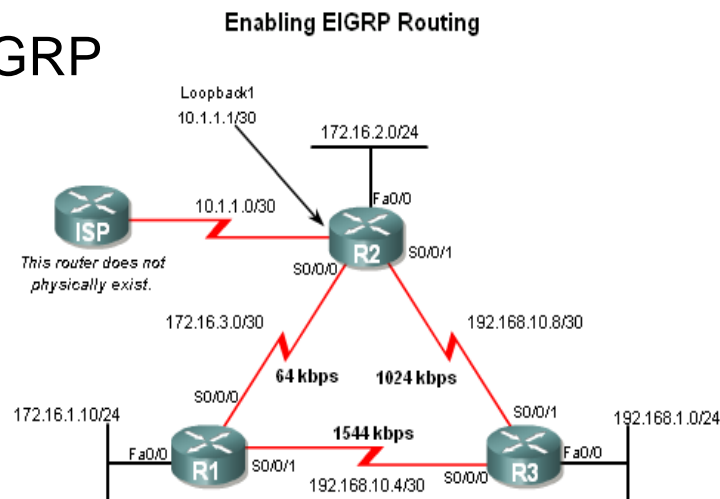 Enabling EIGRP Routing
GRP
Loopback1
10.1.1.1/30
172.16.2.0/24
Fa0/0
10.1.1.0/30
ISP
R2
S0/0/1
This router does not
physically exist.
S0/0/0
172.16.3.0/30
192.168.10.8/30
64 kbps
1024 kbps
S0/0/0
S0/0/1
172.16.1.10/24
1544 kbps
192.168.1.0/24
Fa0/0
R1
S0/0/1
S0/0/0
R3
Fa0/0
192.168.10.4/30